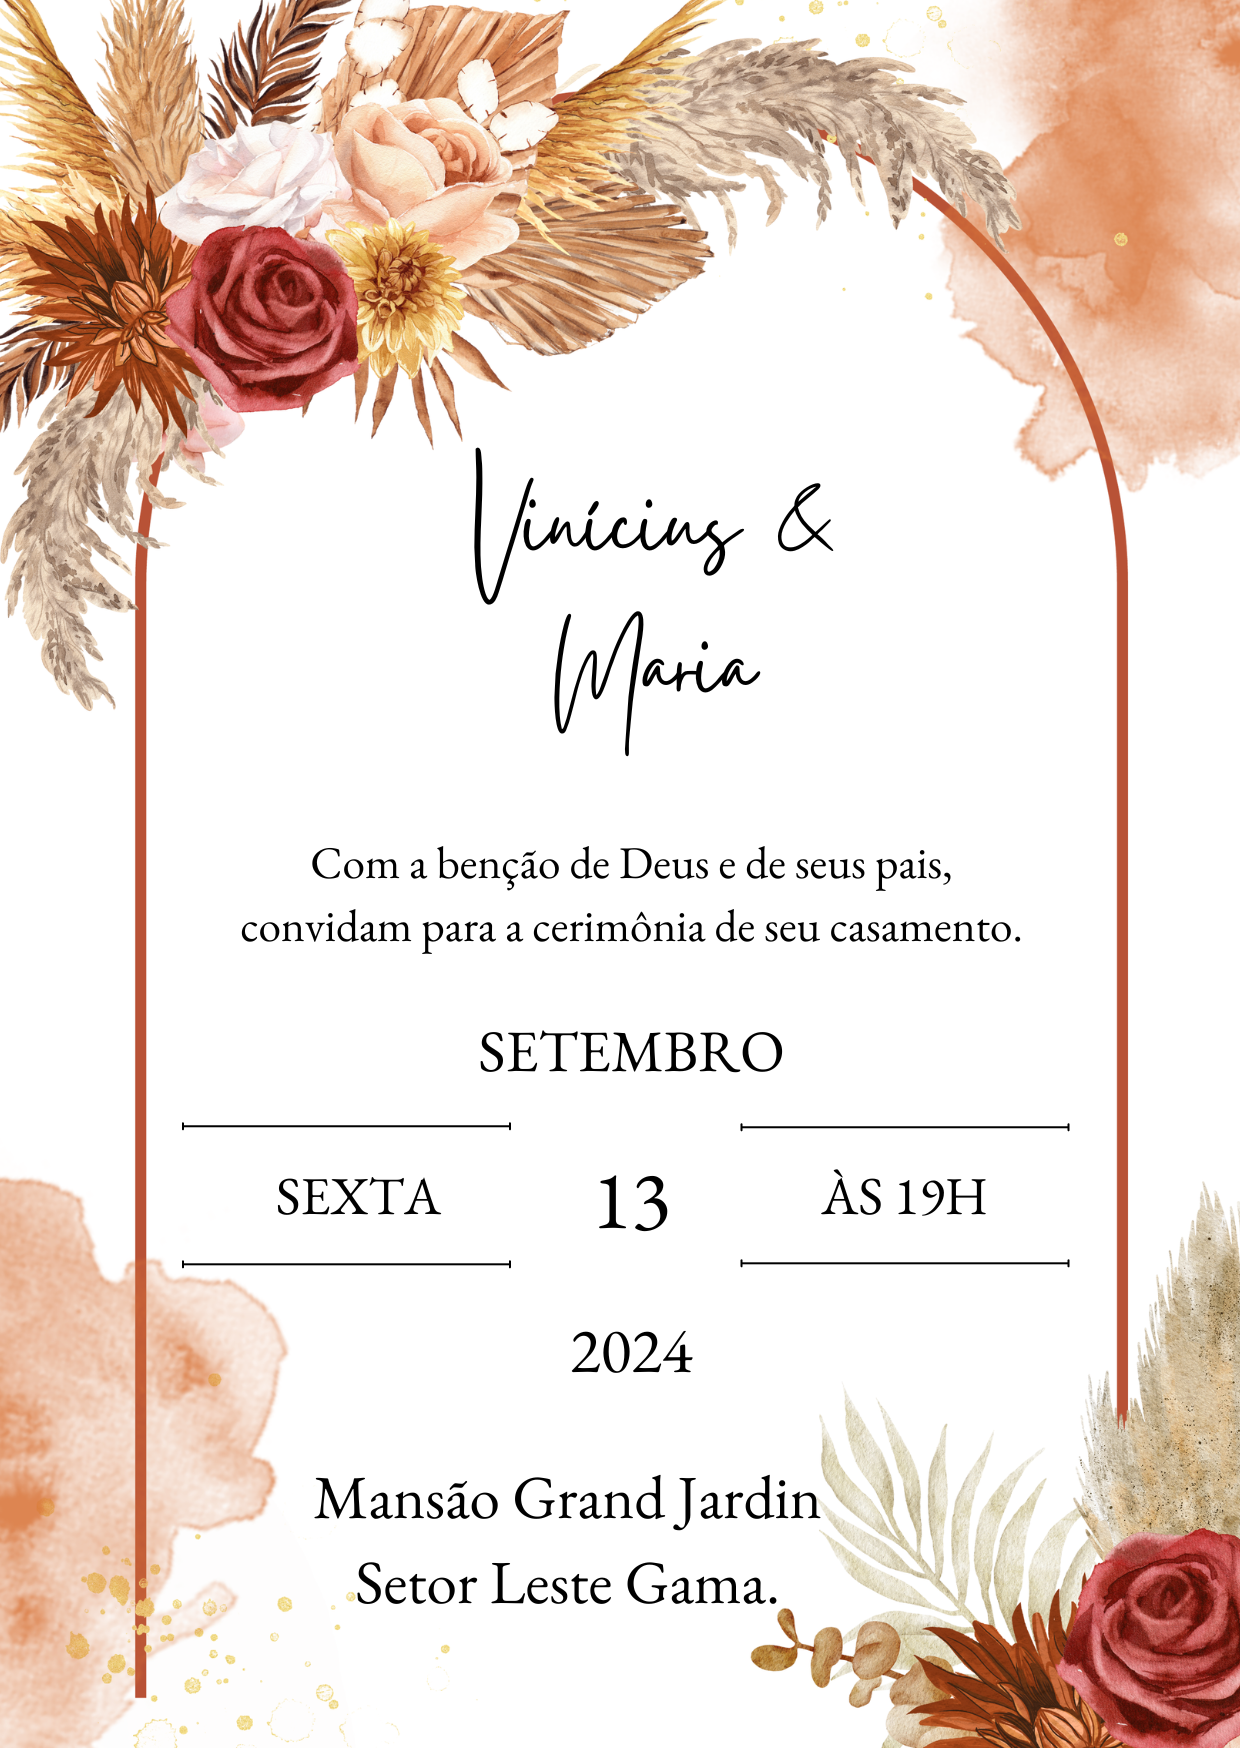 Vinícius &
Maria
Com a benção de Deus e de seus pais,
convidam para a cerimônia de seu casamento.
SETEMBRO
SEXTA 13 ÀS 19H
2024
Mansão Grand Jardin
Setor Leste Gama.